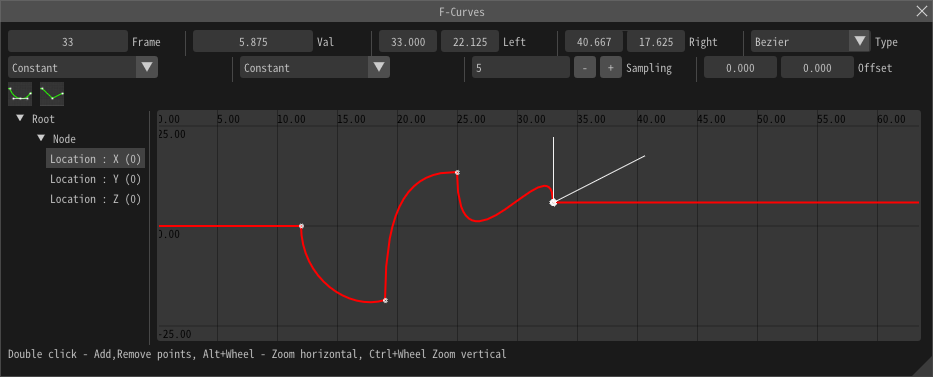 F-Curves
33 Frame 5.875 Val 33.000 22.125 Left 40.667 17.625 Right Bezier Type
Constant Constant 5 - + Sampling 0.000 0.000 Offset
Root
Node
Location : X (0)
Location : Y (0)
Location : Z (0)
0.00 5.00 10.00 15.00 20.00 25.00 30.00 35.00 40.00 45.00 50.00 55.00 60.00
25.00
0.00
-25.00
Double click - Add,Remove points, Alt+Wheel - Zoom horizontal, Ctrl+Wheel Zoom vertical